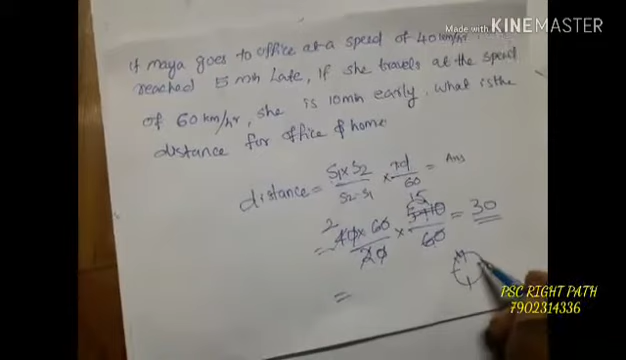 Made with KINEMASTER
if maya goes to office at a speed of 40 km/hr
reached 5 min Late, If she travels at the speed
of 60 km/hr, she is 10 min early. what is the
distance for office & home
distance = S1 x S2 / S2 - S1 x / 60 = Ans
= 40 x 60 / 20 x 5+10 / 60 = 30
2 15
=
PSC RIGHT PATH
7902314336